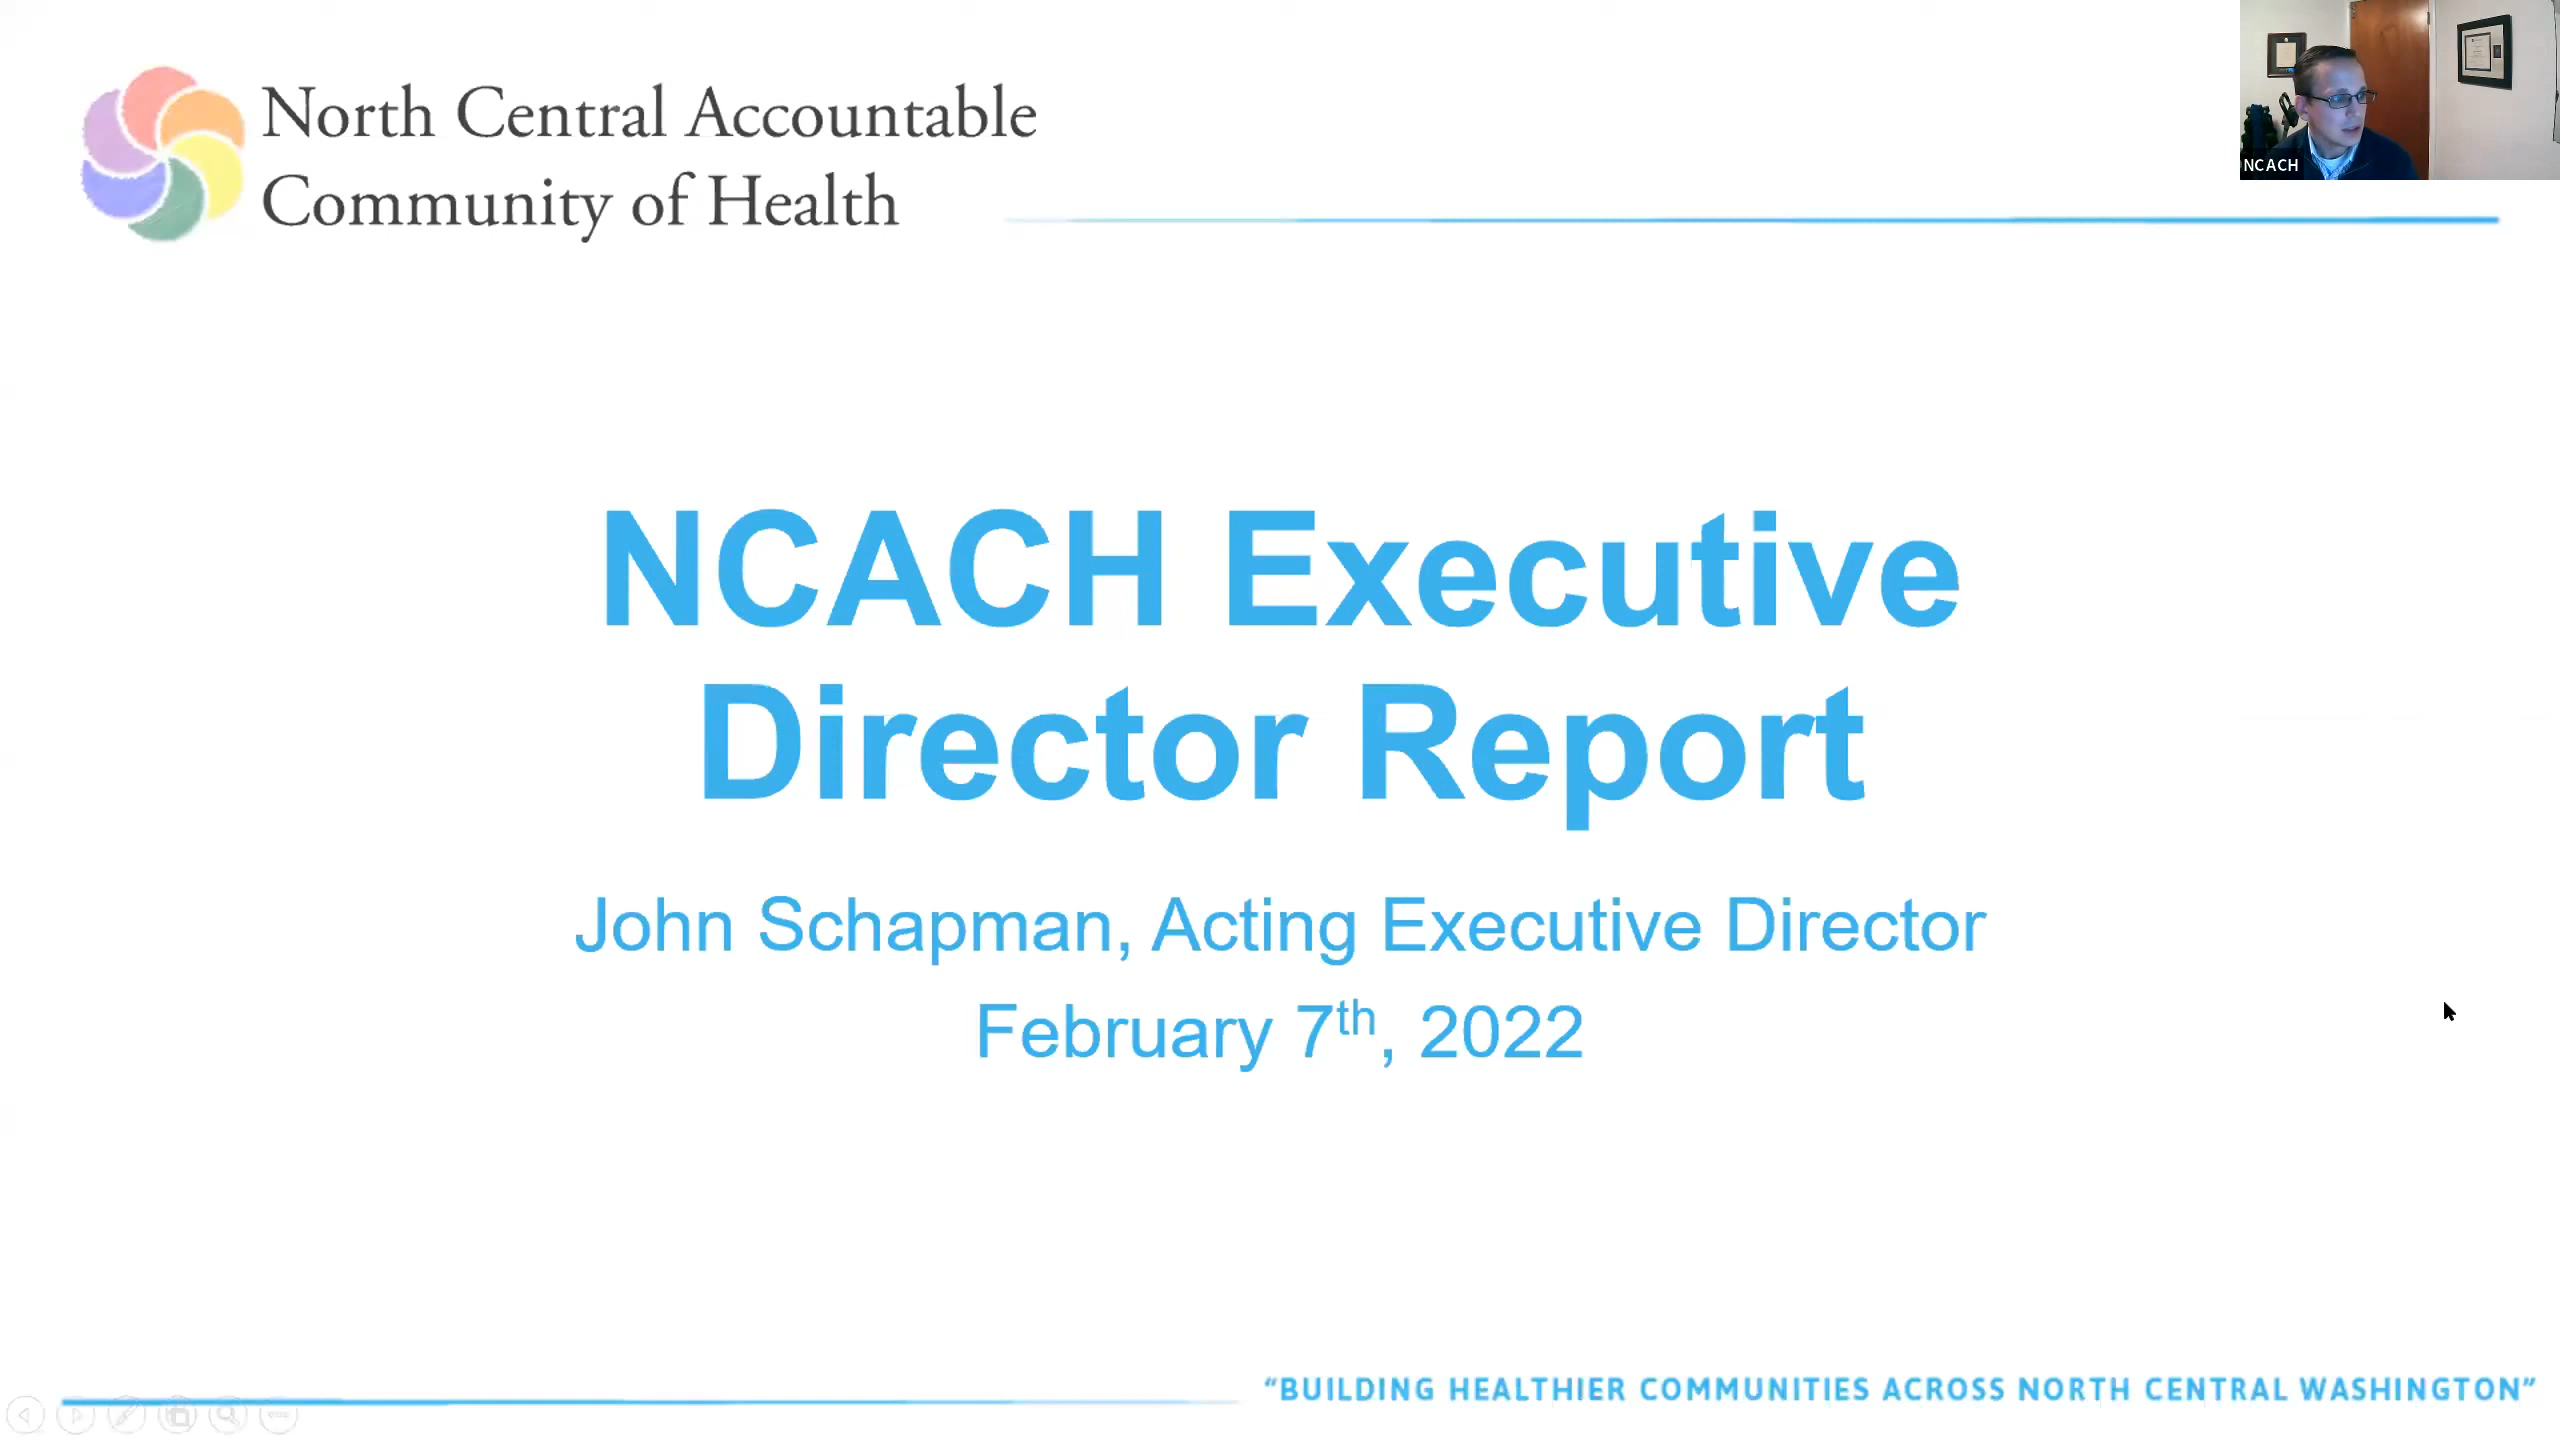 North Central Accountable
Community of Health
NCACH
NCACH Executive
Director Report
John Schapman, Acting Executive Director
February 7th, 2022
“BUILDING HEALTHIER COMMUNITIES ACROSS NORTH CENTRAL WASHINGTON”